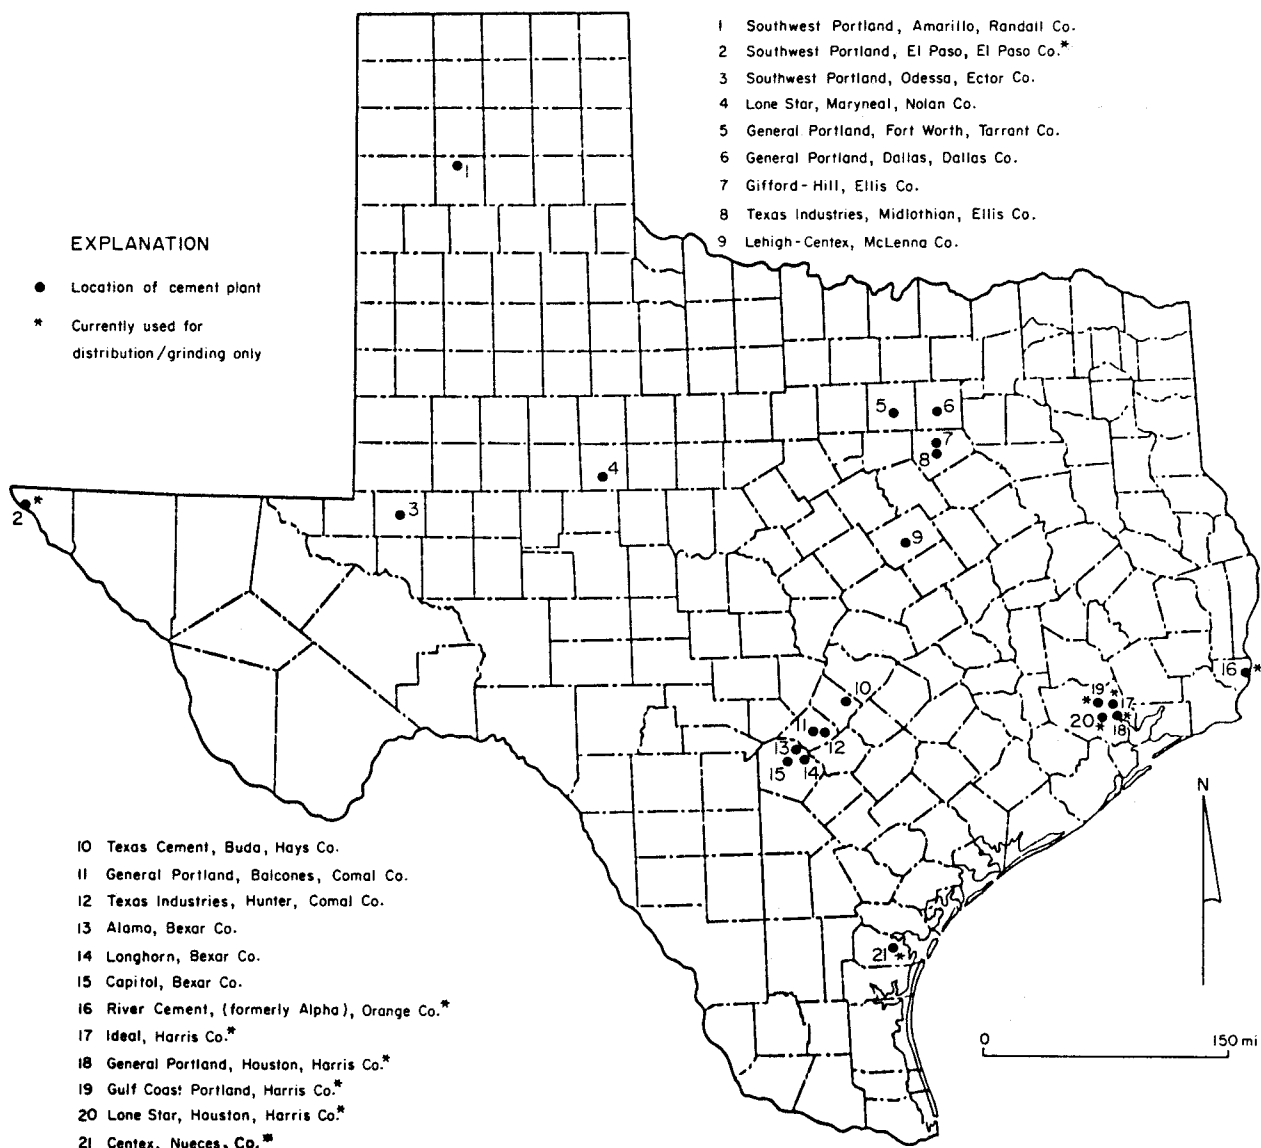 1 Southwest Portland, Amarillo, Randall Co.
2 Southwest Portland, El Paso, El Paso Co.*
3 Southwest Portland, Odessa, Ector Co.
4 Lone Star, Maryneal, Nolan Co.
5 General Portland, Fort Worth, Tarrant Co.
6 General Portland, Dallas, Dallas Co.
7 Gifford-Hill, Ellis Co.
8 Texas Industries, Midlothian, Ellis Co.
9 Lehigh-Centex, McLenna Co.
EXPLANATION
● Location of cement plant
* Currently used for
distribution/grinding only
1
5
6
7
8
4
3
2
*
9
16
*
10
19
*
*
17
11
12
20
*
18
*
13
15
14
N
21
*
0
150 mi
10 Texas Cement, Buda, Hays Co.
11 General Portland, Balcones, Comal Co.
12 Texas Industries, Hunter, Comal Co.
13 Alamo, Bexar Co.
14 Longhorn, Bexar Co.
15 Capitol, Bexar Co.
16 River Cement, (formerly Alpha), Orange Co.*
17 Ideal, Harris Co.*
18 General Portland, Houston, Harris Co.*
19 Gulf Coast Portland, Harris Co.*
20 Lone Star, Houston, Harris Co.*
21 Centex, Nueces, Co.*